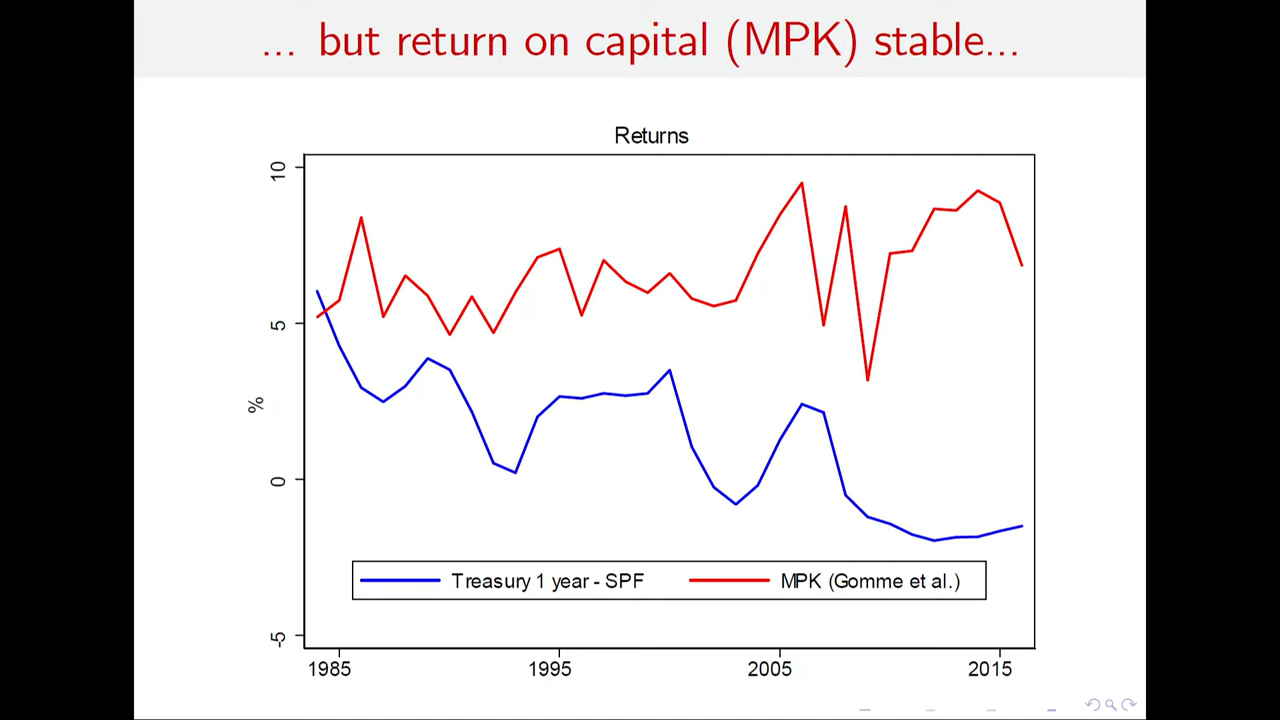 ... but return on capital (MPK) stable...
Returns
10
5
0
-5
%
1985 1995 2005 2015
Treasury 1 year - SPF MPK (Gomme et al.)